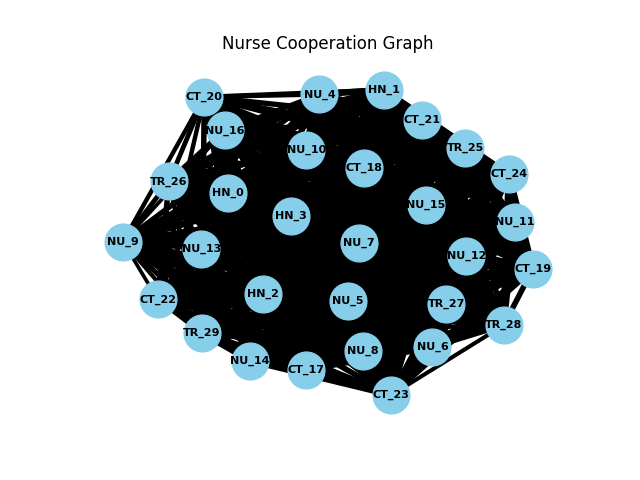 Nurse Cooperation Graph
HN_1
NU_4
CT_20
CT_21
NU_16
TR_25
NU_10
CT_18
CT_24
TR_26
HN_0
NU_15
HN_3
NU_11
NU_9
NU_7
NU_13
NU_12
CT_19
HN_2
CT_22
NU_5
TR_27
TR_28
TR_29
NU_6
NU_8
NU_14
CT_17
CT_23